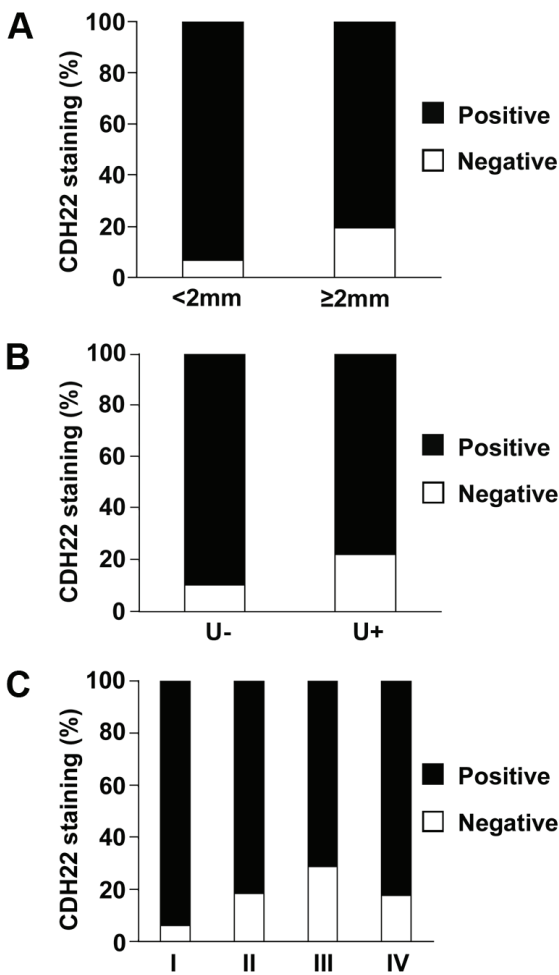 A
CDH22 staining (%)
100
80
60
40
20
0
<2mm
≥2mm
Positive
Negative
B
CDH22 staining (%)
100
80
60
40
20
0
U-
U+
Positive
Negative
C
CDH22 staining (%)
100
80
60
40
20
0
I
II
III
IV
Positive
Negative